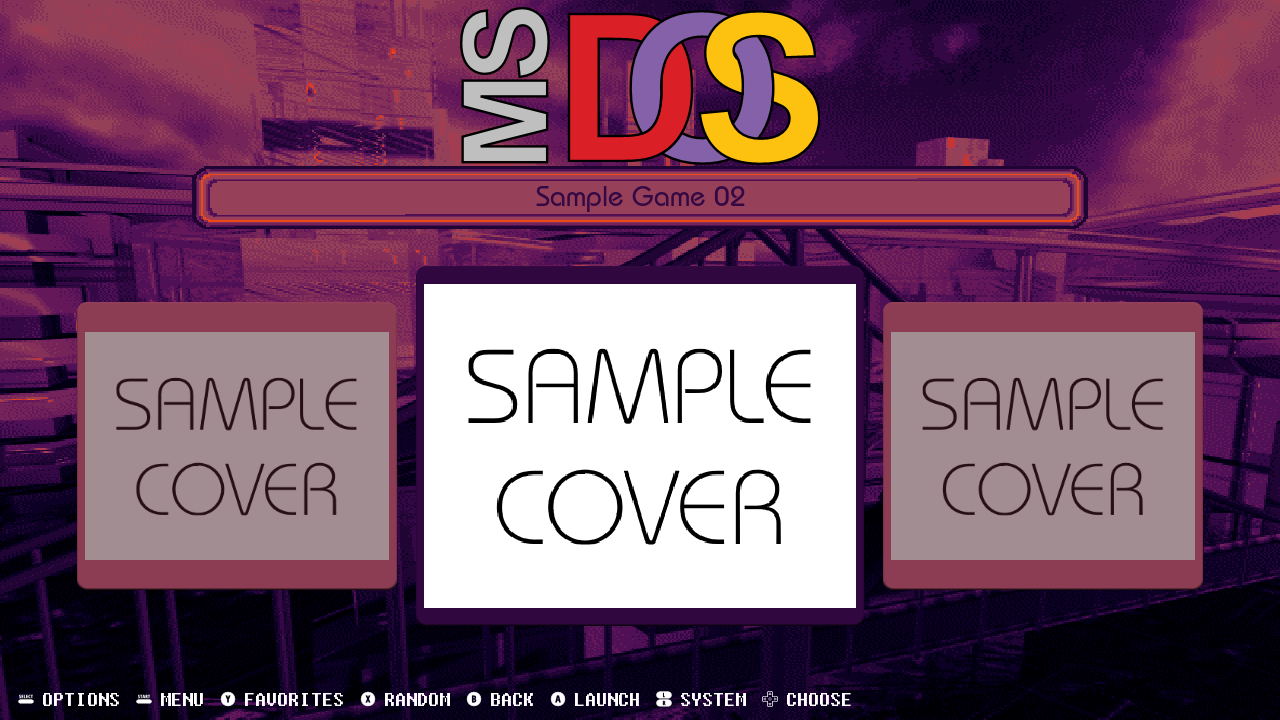 MS DOS
Sample Game 02
SAMPLE
COVER
SAMPLE
COVER
SAMPLE
COVER
SELECT OPTIONS START MENU Y FAVORITES X RANDOM B BACK A LAUNCH SYSTEM CHOOSE